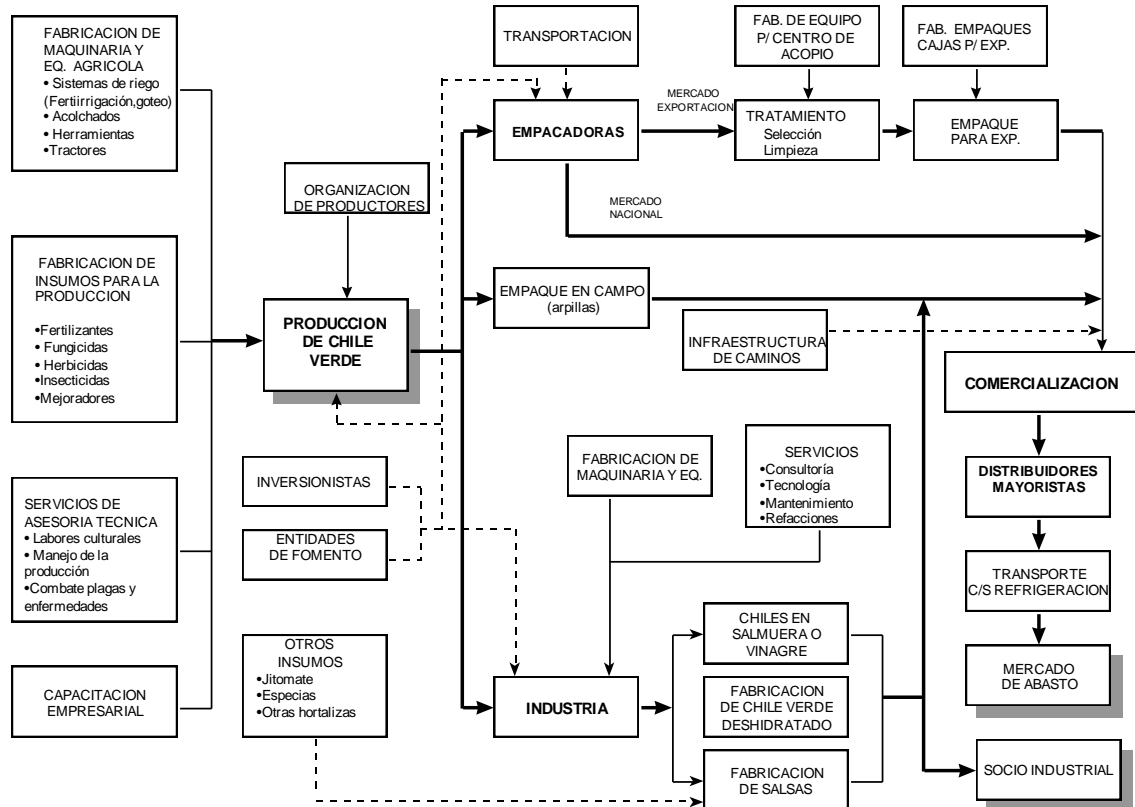 FABRICACION DE
MAQUINARIA Y
EQ. AGRICOLA
• Sistemas de riego
(Fertiirrigación,goteo)
• Acolchados
• Herramientas
• Tractores
FABRICACION DE
INSUMOS PARA LA
PRODUCCION
•Fertilizantes
• Fungicidas
• Herbicidas
•Insecticidas
•Mejoradores
SERVICIOS DE
ASESORIA TECNICA
• Labores culturales
• Manejo de la
producción
•Combate plagas y
enfermedades
CAPACITACION
EMPRESARIAL
ORGANIZACION
DE PRODUCTORES
PRODUCCION
DE CHILE
VERDE
INVERSIONISTAS
ENTIDADES
DE FOMENTO
OTROS
INSUMOS
•Jitomate
•Especias
•Otras hortalizas
TRANSPORTACION
EMPACADORAS
MERCADO
EXPORTACION
MERCADO
NACIONAL
FAB. DE EQUIPO
P/ CENTRO DE
ACOPIO
TRATAMIENTO
Selección
Limpieza
FAB. EMPAQUES
CAJAS P/ EXP.
EMPAQUE
PARA EXP.
EMPAQUE EN CAMPO
(arpillas)
INFRAESTRUCTURA
DE CAMINOS
FABRICACION DE
MAQUINARIA Y EQ.
SERVICIOS
•Consultoría
•Tecnología
•Mantenimiento
•Refacciones
INDUSTRIA
CHILES EN
SALMUERA O
VINAGRE
FABRICACION
DE CHILE VERDE
DESHIDRATADO
FABRICACION
DE SALSAS
COMERCIALIZACION
DISTRIBUIDORES
MAYORISTAS
TRANSPORTE
C/S REFRIGERACION
MERCADO
DE ABASTO
SOCIO INDUSTRIAL